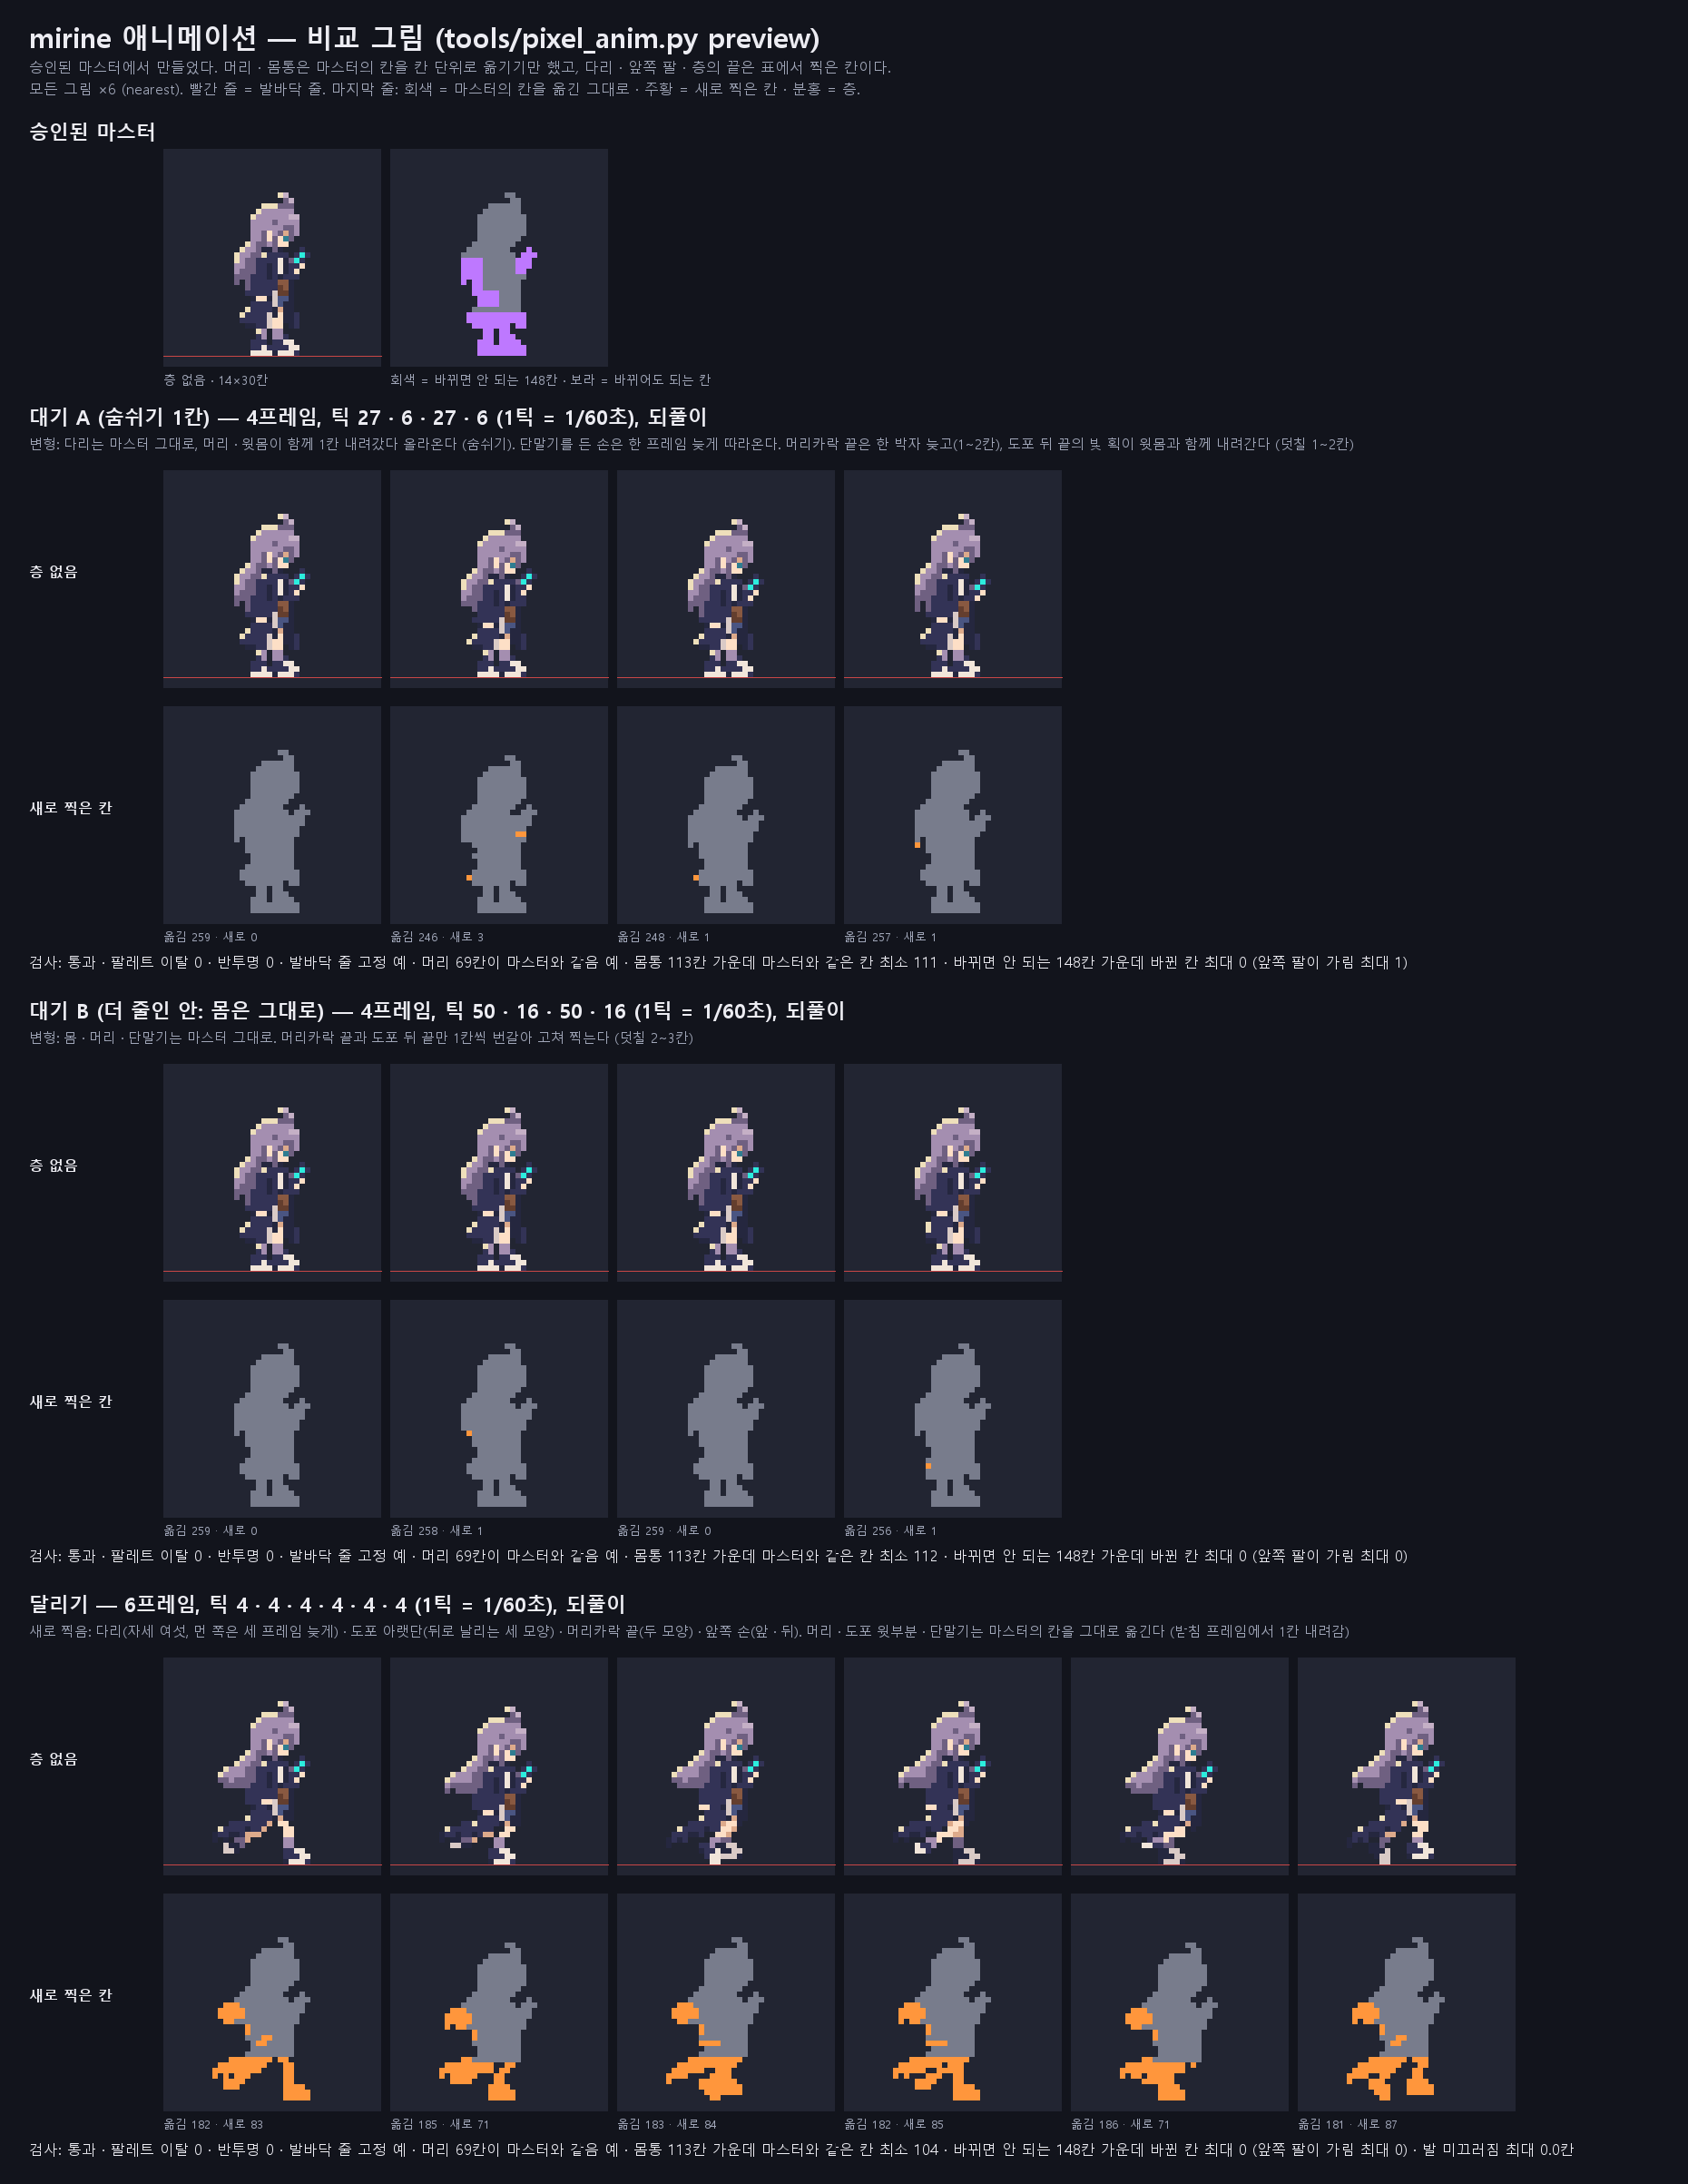 mirine 애니메이션 — 비교 그림 (tools/pixel_anim.py preview)
승인된 마스터에서 만들었다. 머리 · 몸통은 마스터의 칸을 칸 단위로 옮기기만 했고, 다리 · 앞쪽 팔 · 층의 끝은 표에서 찍은 칸이다.
모든 그림 ×6 (nearest). 빨간 줄 = 발바닥 줄. 마지막 줄: 회색 = 마스터의 칸을 옮긴 그대로 · 주황 = 새로 찍은 칸 · 분홍 = 층.
승인된 마스터
층 없음 · 14×30칸
회색 = 바뀌면 안 되는 148칸 · 보라 = 바뀌어도 되는 칸
대기 A (숨쉬기 1칸) — 4프레임, 틱 27 · 6 · 27 · 6 (1틱 = 1/60초), 되풀이
변형: 다리는 마스터 그대로, 머리 · 윗몸이 함께 1칸 내려갔다 올라온다 (숨쉬기). 단말기를 든 손은 한 프레임 늦게 따라온다. 머리카락 끝은 한 박자 늦고(1~2칸), 도포 뒤 끝의 빛 획이 윗몸과 함께 내려간다 (덧칠 1~2칸)
층 없음
새로 찍은 칸
옮김 259 · 새로 0
옮김 246 · 새로 3
옮김 248 · 새로 1
옮김 257 · 새로 1
검사: 통과 · 팔레트 이탈 0 · 반투명 0 · 발바닥 줄 고정 예 · 머리 69칸이 마스터와 같음 예 · 몸통 113칸 가운데 마스터와 같은 칸 최소 111 · 바뀌면 안 되는 148칸 가운데 바뀐 칸 최대 0 (앞쪽 팔이 가림 최대 1)
대기 B (더 줄인 안: 몸은 그대로) — 4프레임, 틱 50 · 16 · 50 · 16 (1틱 = 1/60초), 되풀이
변형: 몸 · 머리 · 단말기는 마스터 그대로. 머리카락 끝과 도포 뒤 끝만 1칸씩 번갈아 고쳐 찍는다 (덧칠 2~3칸)
층 없음
새로 찍은 칸
옮김 259 · 새로 0
옮김 258 · 새로 1
옮김 259 · 새로 0
옮김 256 · 새로 1
검사: 통과 · 팔레트 이탈 0 · 반투명 0 · 발바닥 줄 고정 예 · 머리 69칸이 마스터와 같음 예 · 몸통 113칸 가운데 마스터와 같은 칸 최소 112 · 바뀌면 안 되는 148칸 가운데 바뀐 칸 최대 0 (앞쪽 팔이 가림 최대 0)
달리기 — 6프레임, 틱 4 · 4 · 4 · 4 · 4 · 4 (1틱 = 1/60초), 되풀이
새로 찍음: 다리(자세 여섯, 먼 쪽은 세 프레임 늦게) · 도포 아랫단(뒤로 날리는 세 모양) · 머리카락 끝(두 모양) · 앞쪽 손(앞 · 뒤). 머리 · 도포 윗부분 · 단말기는 마스터의 칸을 그대로 옮긴다 (받침 프레임에서 1칸 내려감)
층 없음
새로 찍은 칸
옮김 182 · 새로 83
옮김 185 · 새로 71
옮김 183 · 새로 84
옮김 182 · 새로 85
옮김 186 · 새로 71
옮김 181 · 새로 87
검사: 통과 · 팔레트 이탈 0 · 반투명 0 · 발바닥 줄 고정 예 · 머리 69칸이 마스터와 같음 예 · 몸통 113칸 가운데 마스터와 같은 칸 최소 104 · 바뀌면 안 되는 148칸 가운데 바뀐 칸 최대 0 (앞쪽 팔이 가림 최대 0) · 발 미끄러짐 최대 0.0칸